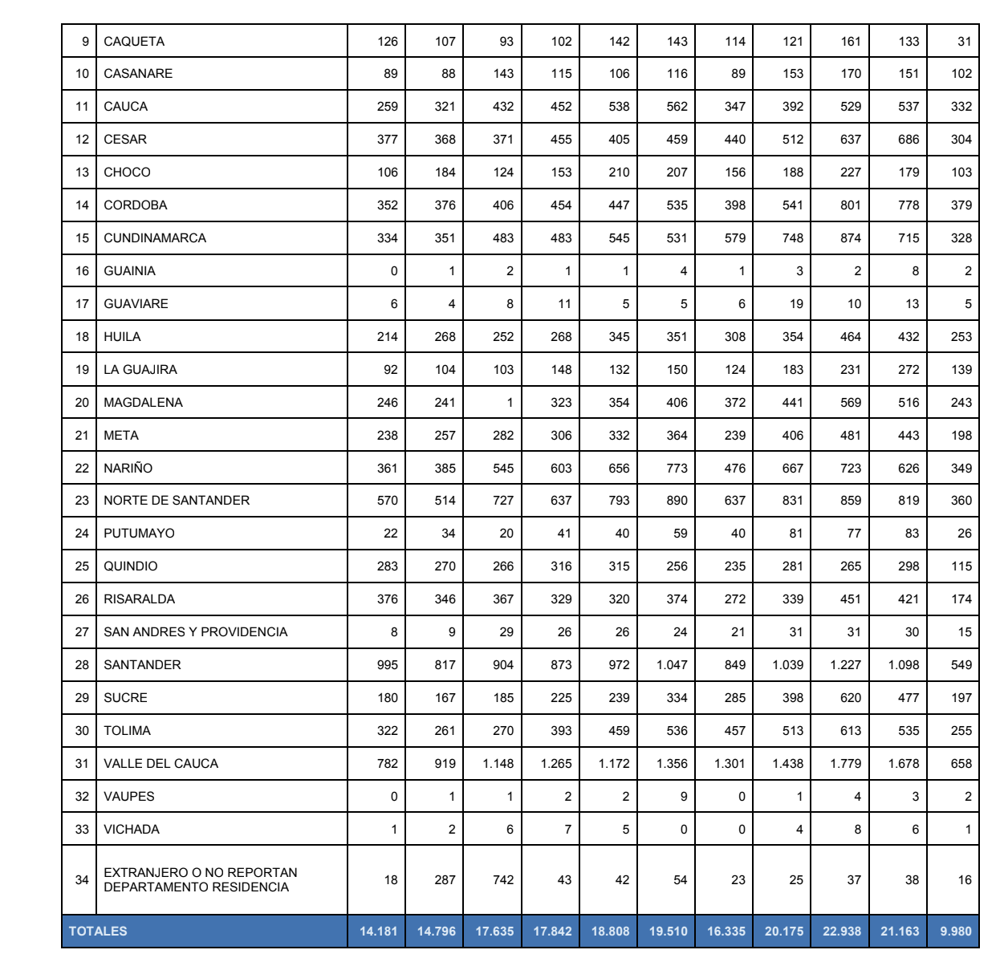 9 CAQUETA 126 107 93 102 142 143 114 121 161 133 31
10 CASANARE 89 88 143 115 106 116 89 153 170 151 102
11 CAUCA 259 321 432 452 538 562 347 392 529 537 332
12 CESAR 377 368 371 455 405 459 440 512 637 686 304
13 CHOCO 106 184 124 153 210 207 156 188 227 179 103
14 CORDOBA 352 376 406 454 447 535 398 541 801 778 379
15 CUNDINAMARCA 334 351 483 483 545 531 579 748 874 715 328
16 GUAINIA 0 1 2 1 1 4 1 3 2 8 2
17 GUAVIARE 6 4 8 11 5 5 6 19 10 13 5
18 HUILA 214 268 252 268 345 351 308 354 464 432 253
19 LA GUAJIRA 92 104 103 148 132 150 124 183 231 272 139
20 MAGDALENA 246 241 1 323 354 406 372 441 569 516 243
21 META 238 257 282 306 332 364 239 406 481 443 198
22 NARIÑO 361 385 545 603 656 773 476 667 723 626 349
23 NORTE DE SANTANDER 570 514 727 637 793 890 637 831 859 819 360
24 PUTUMAYO 22 34 20 41 40 59 40 81 77 83 26
25 QUINDIO 283 270 266 316 315 256 235 281 265 298 115
26 RISARALDA 376 346 367 329 320 374 272 339 451 421 174
27 SAN ANDRES Y PROVIDENCIA 8 9 29 26 26 24 21 31 31 30 15
28 SANTANDER 995 817 904 873 972 1.047 849 1.039 1.227 1.098 549
29 SUCRE 180 167 185 225 239 334 285 398 620 477 197
30 TOLIMA 322 261 270 393 459 536 457 513 613 535 255
31 VALLE DEL CAUCA 782 919 1.148 1.265 1.172 1.356 1.301 1.438 1.779 1.678 658
32 VAUPES 0 1 1 2 2 9 0 1 4 3 2
33 VICHADA 1 2 6 7 5 0 0 4 8 6 1
34 EXTRANJERO O NO REPORTAN
DEPARTAMENTO RESIDENCIA 18 287 742 43 42 54 23 25 37 38 16
TOTALES 14.181 14.796 17.635 17.842 18.808 19.510 16.335 20.175 22.938 21.163 9.980